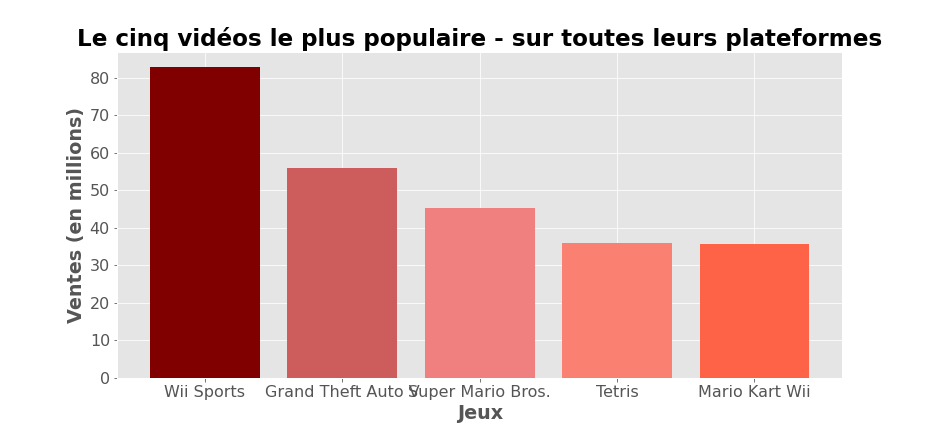 Le cinq vidéos le plus populaire - sur toutes leurs plateformes
Ventes (en millions)
80
70
60
50
40
30
20
10
0
Wii Sports
Grand Theft Auto V
Super Mario Bros.
Tetris
Mario Kart Wii
Jeux